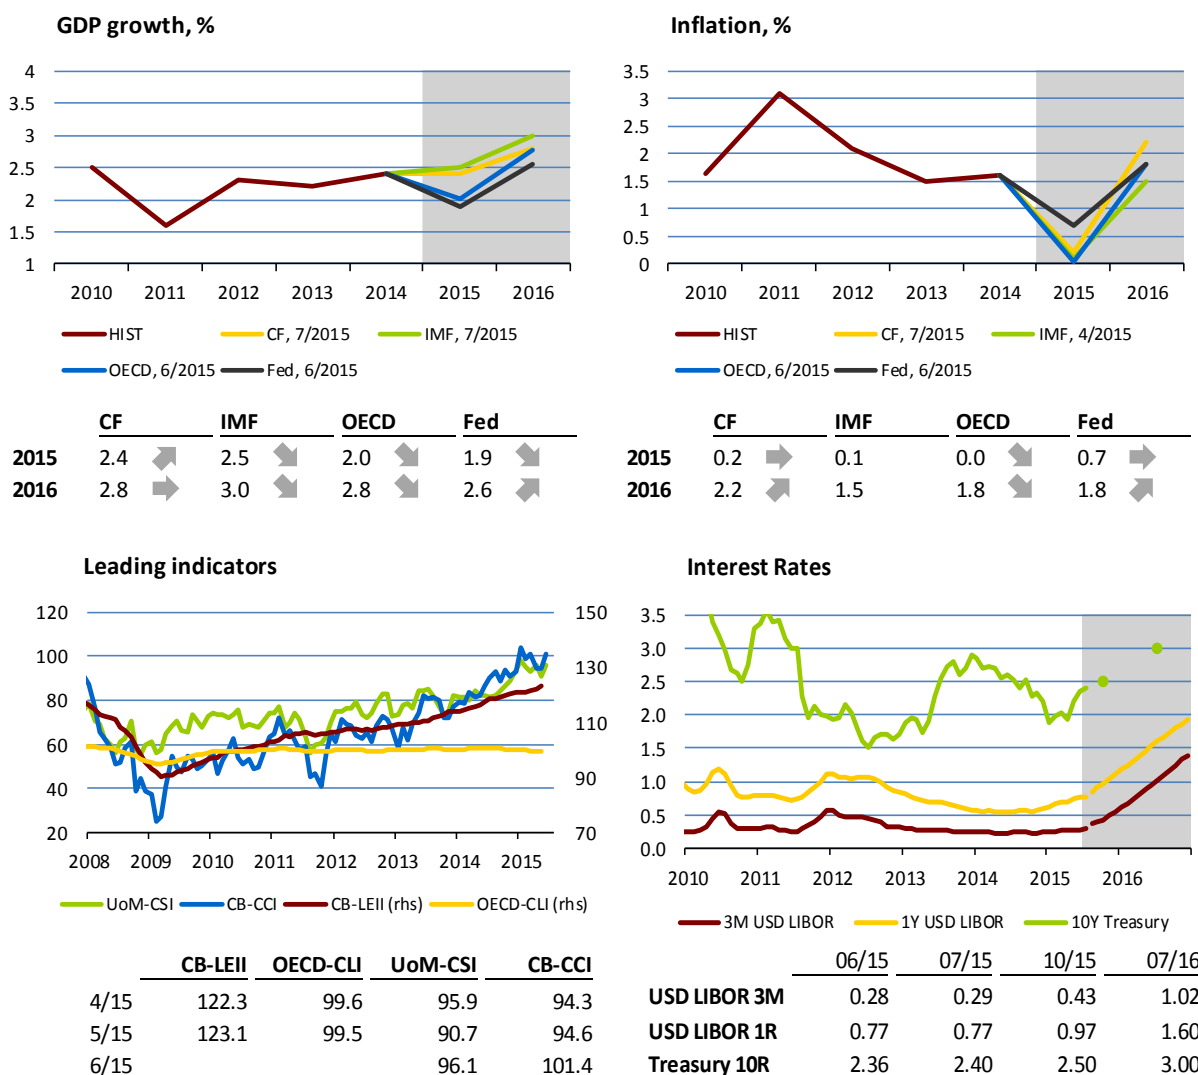 GDP growth, %
4
3.5
3
2.5
2
1.5
1
2010 2011 2012 2013 2014 2015 2016
HIST CF, 7/2015 IMF, 7/2015
OECD, 6/2015 Fed, 6/2015
CF IMF OECD Fed
2015 2.4 2.5 2.0 1.9
2016 2.8 3.0 2.8 2.6
Inflation, %
3.5
3
2.5
2
1.5
1
0.5
0
2010 2011 2012 2013 2014 2015 2016
HIST CF, 7/2015 IMF, 4/2015
OECD, 6/2015 Fed, 6/2015
CF IMF OECD Fed
2015 0.2 0.1 0.0 0.7
2016 2.2 1.5 1.8 1.8
Leading indicators
120 150
100 130
80 110
60
40 90
20 70
2008 2009 2010 2011 2012 2013 2014 2015
UoM-CSI CB-CCI CB-LEII (rhs) OECD-CLI (rhs)
CB-LEII OECD-CLI UoM-CSI CB-CCI
4/15 122.3 99.6 95.9 94.3
5/15 123.1 99.5 90.7 94.6
6/15 96.1 101.4
Interest Rates
3.5
3.0
2.5
2.0
1.5
1.0
0.5
0.0
2010 2011 2012 2013 2014 2015 2016
3M USD LIBOR 1Y USD LIBOR 10Y Treasury
06/15 07/15 10/15 07/16
USD LIBOR 3M 0.28 0.29 0.43 1.02
USD LIBOR 1R 0.77 0.77 0.97 1.60
Treasury 10R 2.36 2.40 2.50 3.00